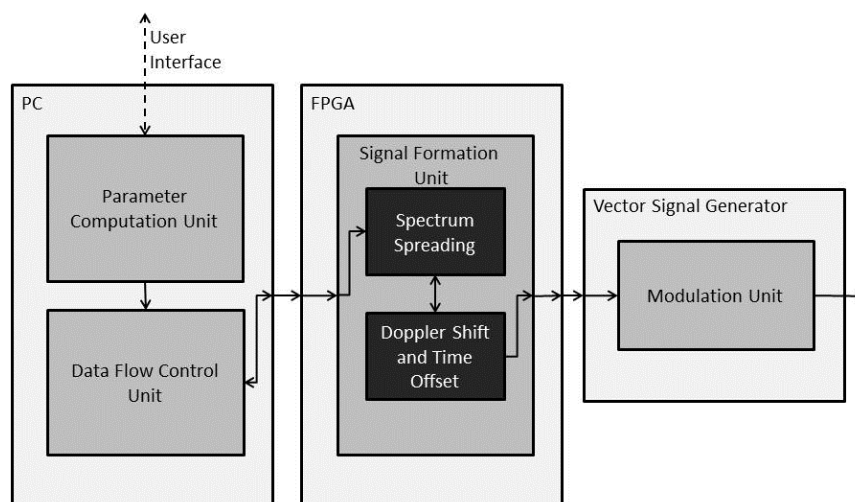 User
Interface
PC
Parameter
Computation Unit
Data Flow Control
Unit
FPGA
Signal Formation
Unit
Spectrum
Spreading
Doppler Shift
and Time
Offset
Vector Signal Generator
Modulation Unit